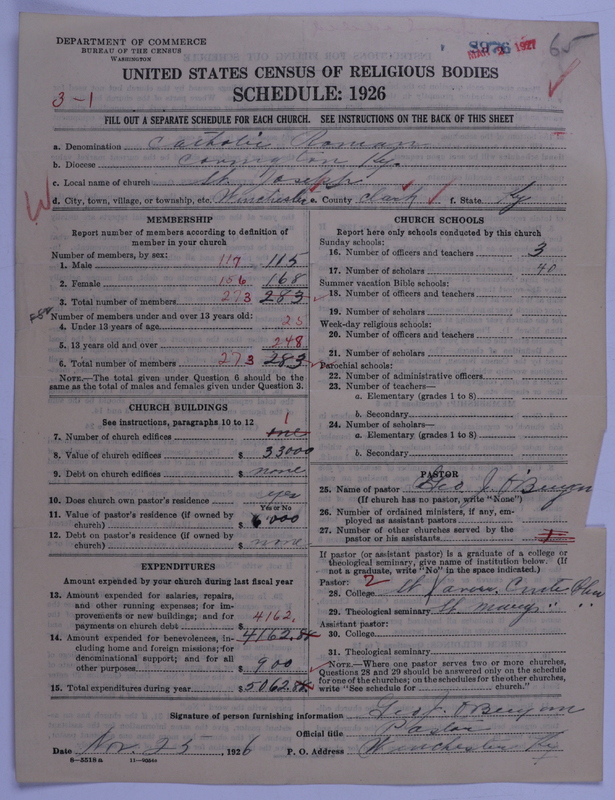 DEPARTMENT OF COMMERCE
BUREAU OF THE CENSUS
WASHINGTON
MAR 1927
65
UNITED STATES CENSUS OF RELIGIOUS BODIES
SCHEDULE: 1926
3-1
FILL OUT A SEPARATE SCHEDULE FOR EACH CHURCH. SEE INSTRUCTIONS ON THE BACK OF THIS SHEET
a. Denomination Catholic Roman
b. Diocese Covington Ky.
c. Local name of church St. Joseph
d. City, town, village, or township, etc. Winchester e. County Clark f. State Ky
MEMBERSHIP
Report number of members according to definition of member in your church
Number of members, by sex:
1. Male 117 115
2. Female 156 168
3. Total number of members 273 283
Number of members under and over 13 years old:
4. Under 13 years of age 25
5. 13 years old and over 248
6. Total number of members 273 283
NOTE.—The total given under Question 6 should be the same as the total of males and females given under Question 3.
CHURCH BUILDINGS
See instructions, paragraphs 10 to 12
7. Number of church edifices one 1
8. Value of church edifices $ 33000
9. Debt on church edifices $ none
10. Does church own pastor's residence yes
Yes or No
11. Value of pastor's residence (if owned by church) $ 6000
12. Debt on pastor's residence (if owned by church) $ none
EXPENDITURES
Amount expended by your church during last fiscal year
13. Amount expended for salaries, repairs, and other running expenses; for improvements or new buildings; and for payments on church debt $ 4162.
14. Amount expended for benevolences, including home and foreign missions; for denominational support; and for all other purposes $ 900
4162.84
15. Total expenditures during year $ 5062.84
CHURCH SCHOOLS
Report here only schools conducted by this church
Sunday schools:
16. Number of officers and teachers 3
17. Number of scholars 40
Summer vacation Bible schools:
18. Number of officers and teachers
19. Number of scholars
Week-day religious schools:
20. Number of officers and teachers
21. Number of scholars
Parochial schools:
22. Number of administrative officers
23. Number of teachers—
a. Elementary (grades 1 to 8)
b. Secondary
24. Number of scholars—
a. Elementary (grades 1 to 8)
b. Secondary
PASTOR
25. Name of pastor Geo. J. O'Bryan
(If church has no pastor, write "None")
26. Number of ordained ministers, if any, employed as assistant pastors
27. Number of other churches served by the pastor or his assistants 1
If pastor (or assistant pastor) is a graduate of a college or theological seminary, give name of institution below. (If not a graduate, write "No" in the space indicated.)
Pastor: 2
28. College St Xavier,
29. Theological seminary St. Marys " "
Assistant pastor:
30. College
31. Theological seminary
NOTE.—Where one pastor serves two or more churches, Questions 28 and 29 should be answered only on the schedule for one of the churches; on the schedules for the other churches, write "See schedule for church."
Signature of person furnishing information Geo J. O'Bryan
Official title Pastor
Date Nov. 25, 1926 P. O. Address Winchester Ky
8—5518 a